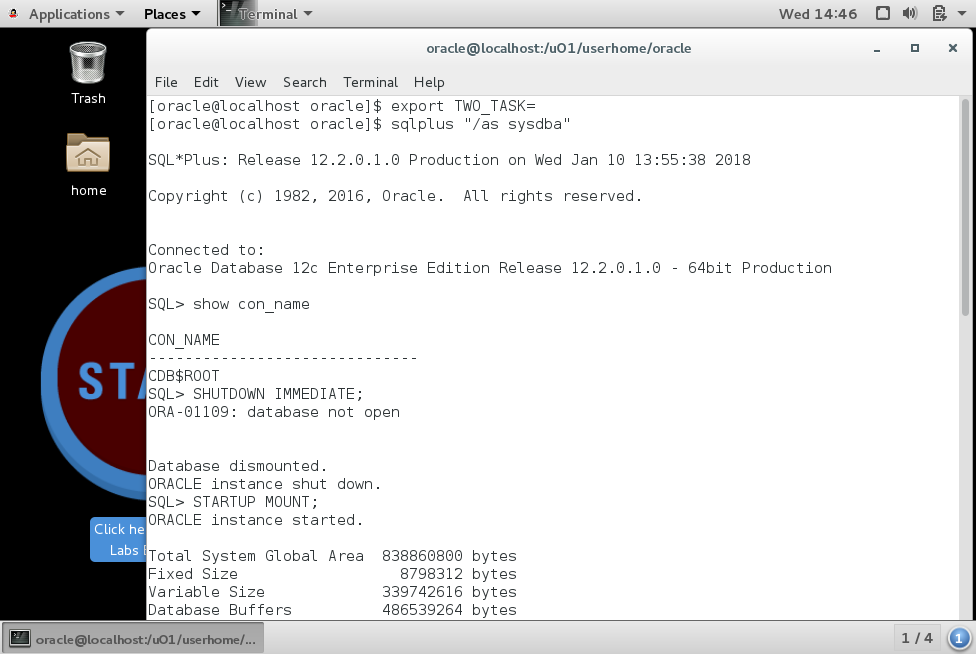 Applications Places Terminal Wed 14:46
oracle@localhost:/u01/userhome/oracle
File Edit View Search Terminal Help
Trash
home
[oracle@localhost oracle]$ export TWO_TASK=
[oracle@localhost oracle]$ sqlplus "/as sysdba"
SQL*Plus: Release 12.2.0.1.0 Production on Wed Jan 10 13:55:38 2018
Copyright (c) 1982, 2016, Oracle.  All rights reserved.
Connected to:
Oracle Database 12c Enterprise Edition Release 12.2.0.1.0 - 64bit Production
SQL> show con_name
CON_NAME
------------------------------
CDB$ROOT
SQL> SHUTDOWN IMMEDIATE;
ORA-01109: database not open
Database dismounted.
ORACLE instance shut down.
SQL> STARTUP MOUNT;
ORACLE instance started.
Total System Global Area  838860800 bytes
Fixed Size                  8798312 bytes
Variable Size             339742616 bytes
Database Buffers          486539264 bytes
STA
Click he
Labs
oracle@localhost:/u01/userhome/...
1 / 4
1